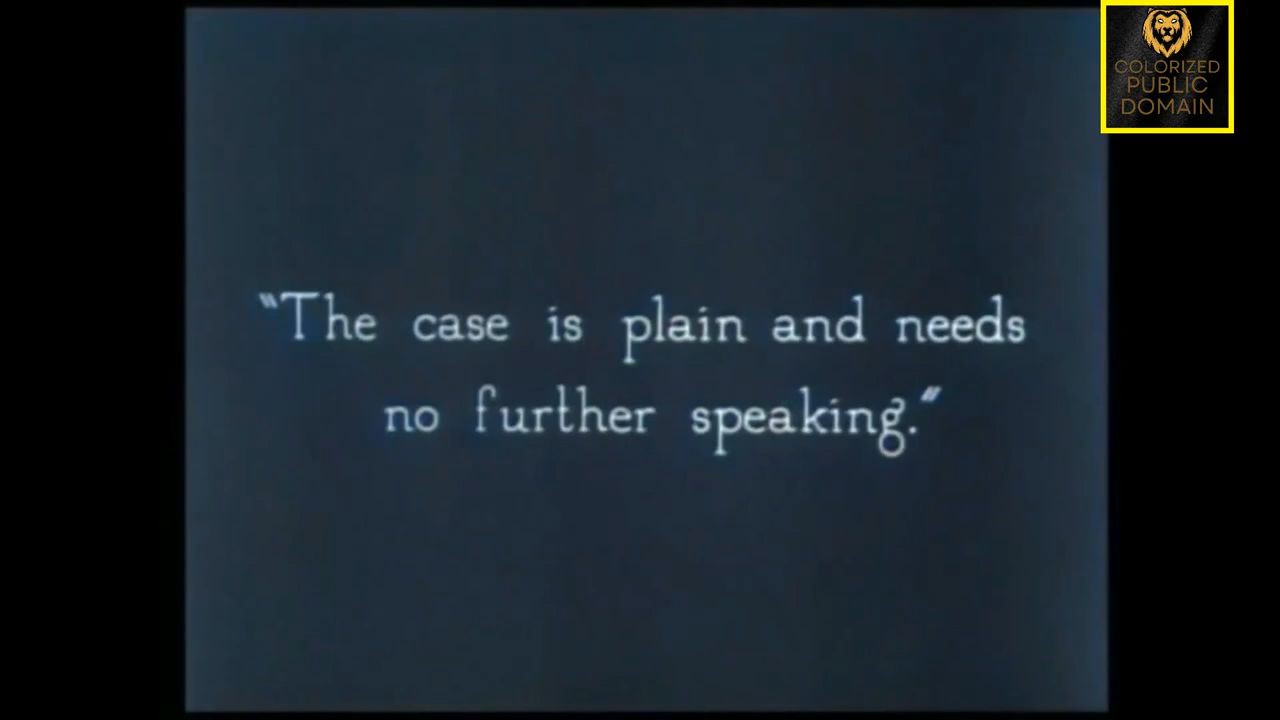 COLORIZED
PUBLIC
DOMAIN
"The case is plain and needs
no further speaking."